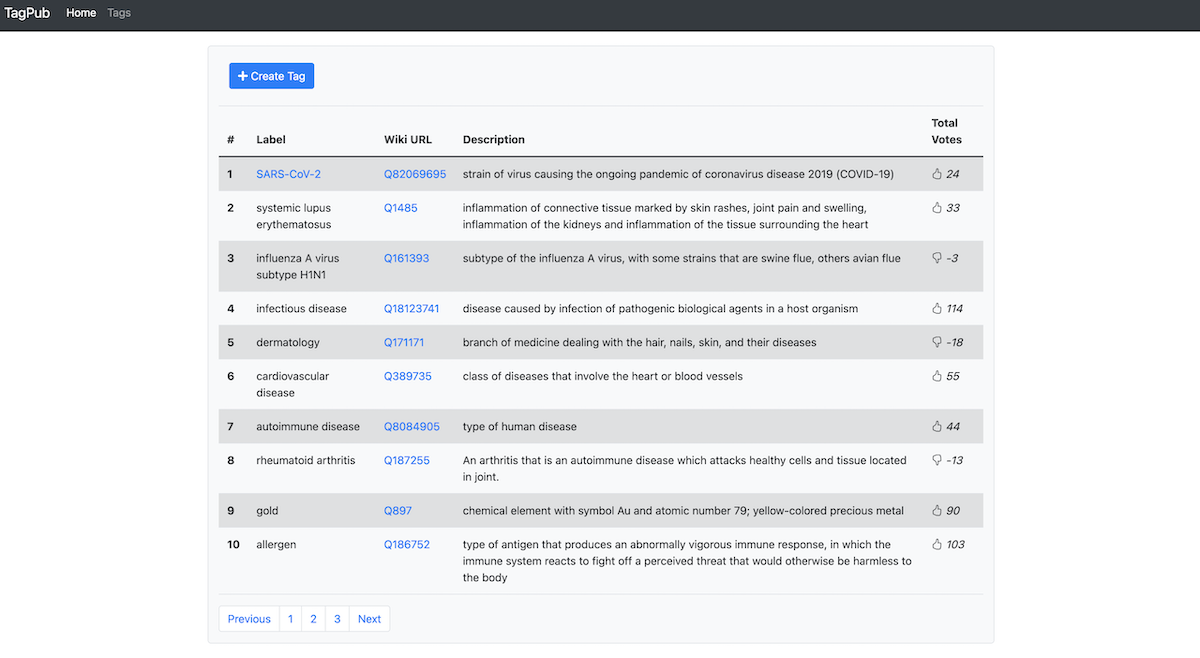 TagPub Home Tags
Create Tag
# Label Wiki URL Description Total Votes
1 SARS-CoV-2 Q82069695 strain of virus causing the ongoing pandemic of coronavirus disease 2019 (COVID-19) 24
2 systemic lupus erythematosus Q1485 inflammation of connective tissue marked by skin rashes, joint pain and swelling,
inflammation of the kidneys and inflammation of the tissue surrounding the heart 33
3 influenza A virus subtype H1N1 Q161393 subtype of the influenza A virus, with some strains that are swine flue, others avian flue -3
4 infectious disease Q18123741 disease caused by infection of pathogenic biological agents in a host organism 114
5 dermatology Q171171 branch of medicine dealing with the hair, nails, skin, and their diseases -18
6 cardiovascular disease Q389735 class of diseases that involve the heart or blood vessels 55
7 autoimmune disease Q8084905 type of human disease 44
8 rheumatoid arthritis Q187255 An arthritis that is an autoimmune disease which attacks healthy cells and tissue located
in joint. -13
9 gold Q897 chemical element with symbol Au and atomic number 79; yellow-colored precious metal 90
10 allergen Q186752 type of antigen that produces an abnormally vigorous immune response, in which the
immune system reacts to fight off a perceived threat that would otherwise be harmless to
the body 103
Previous 1 2 3 Next